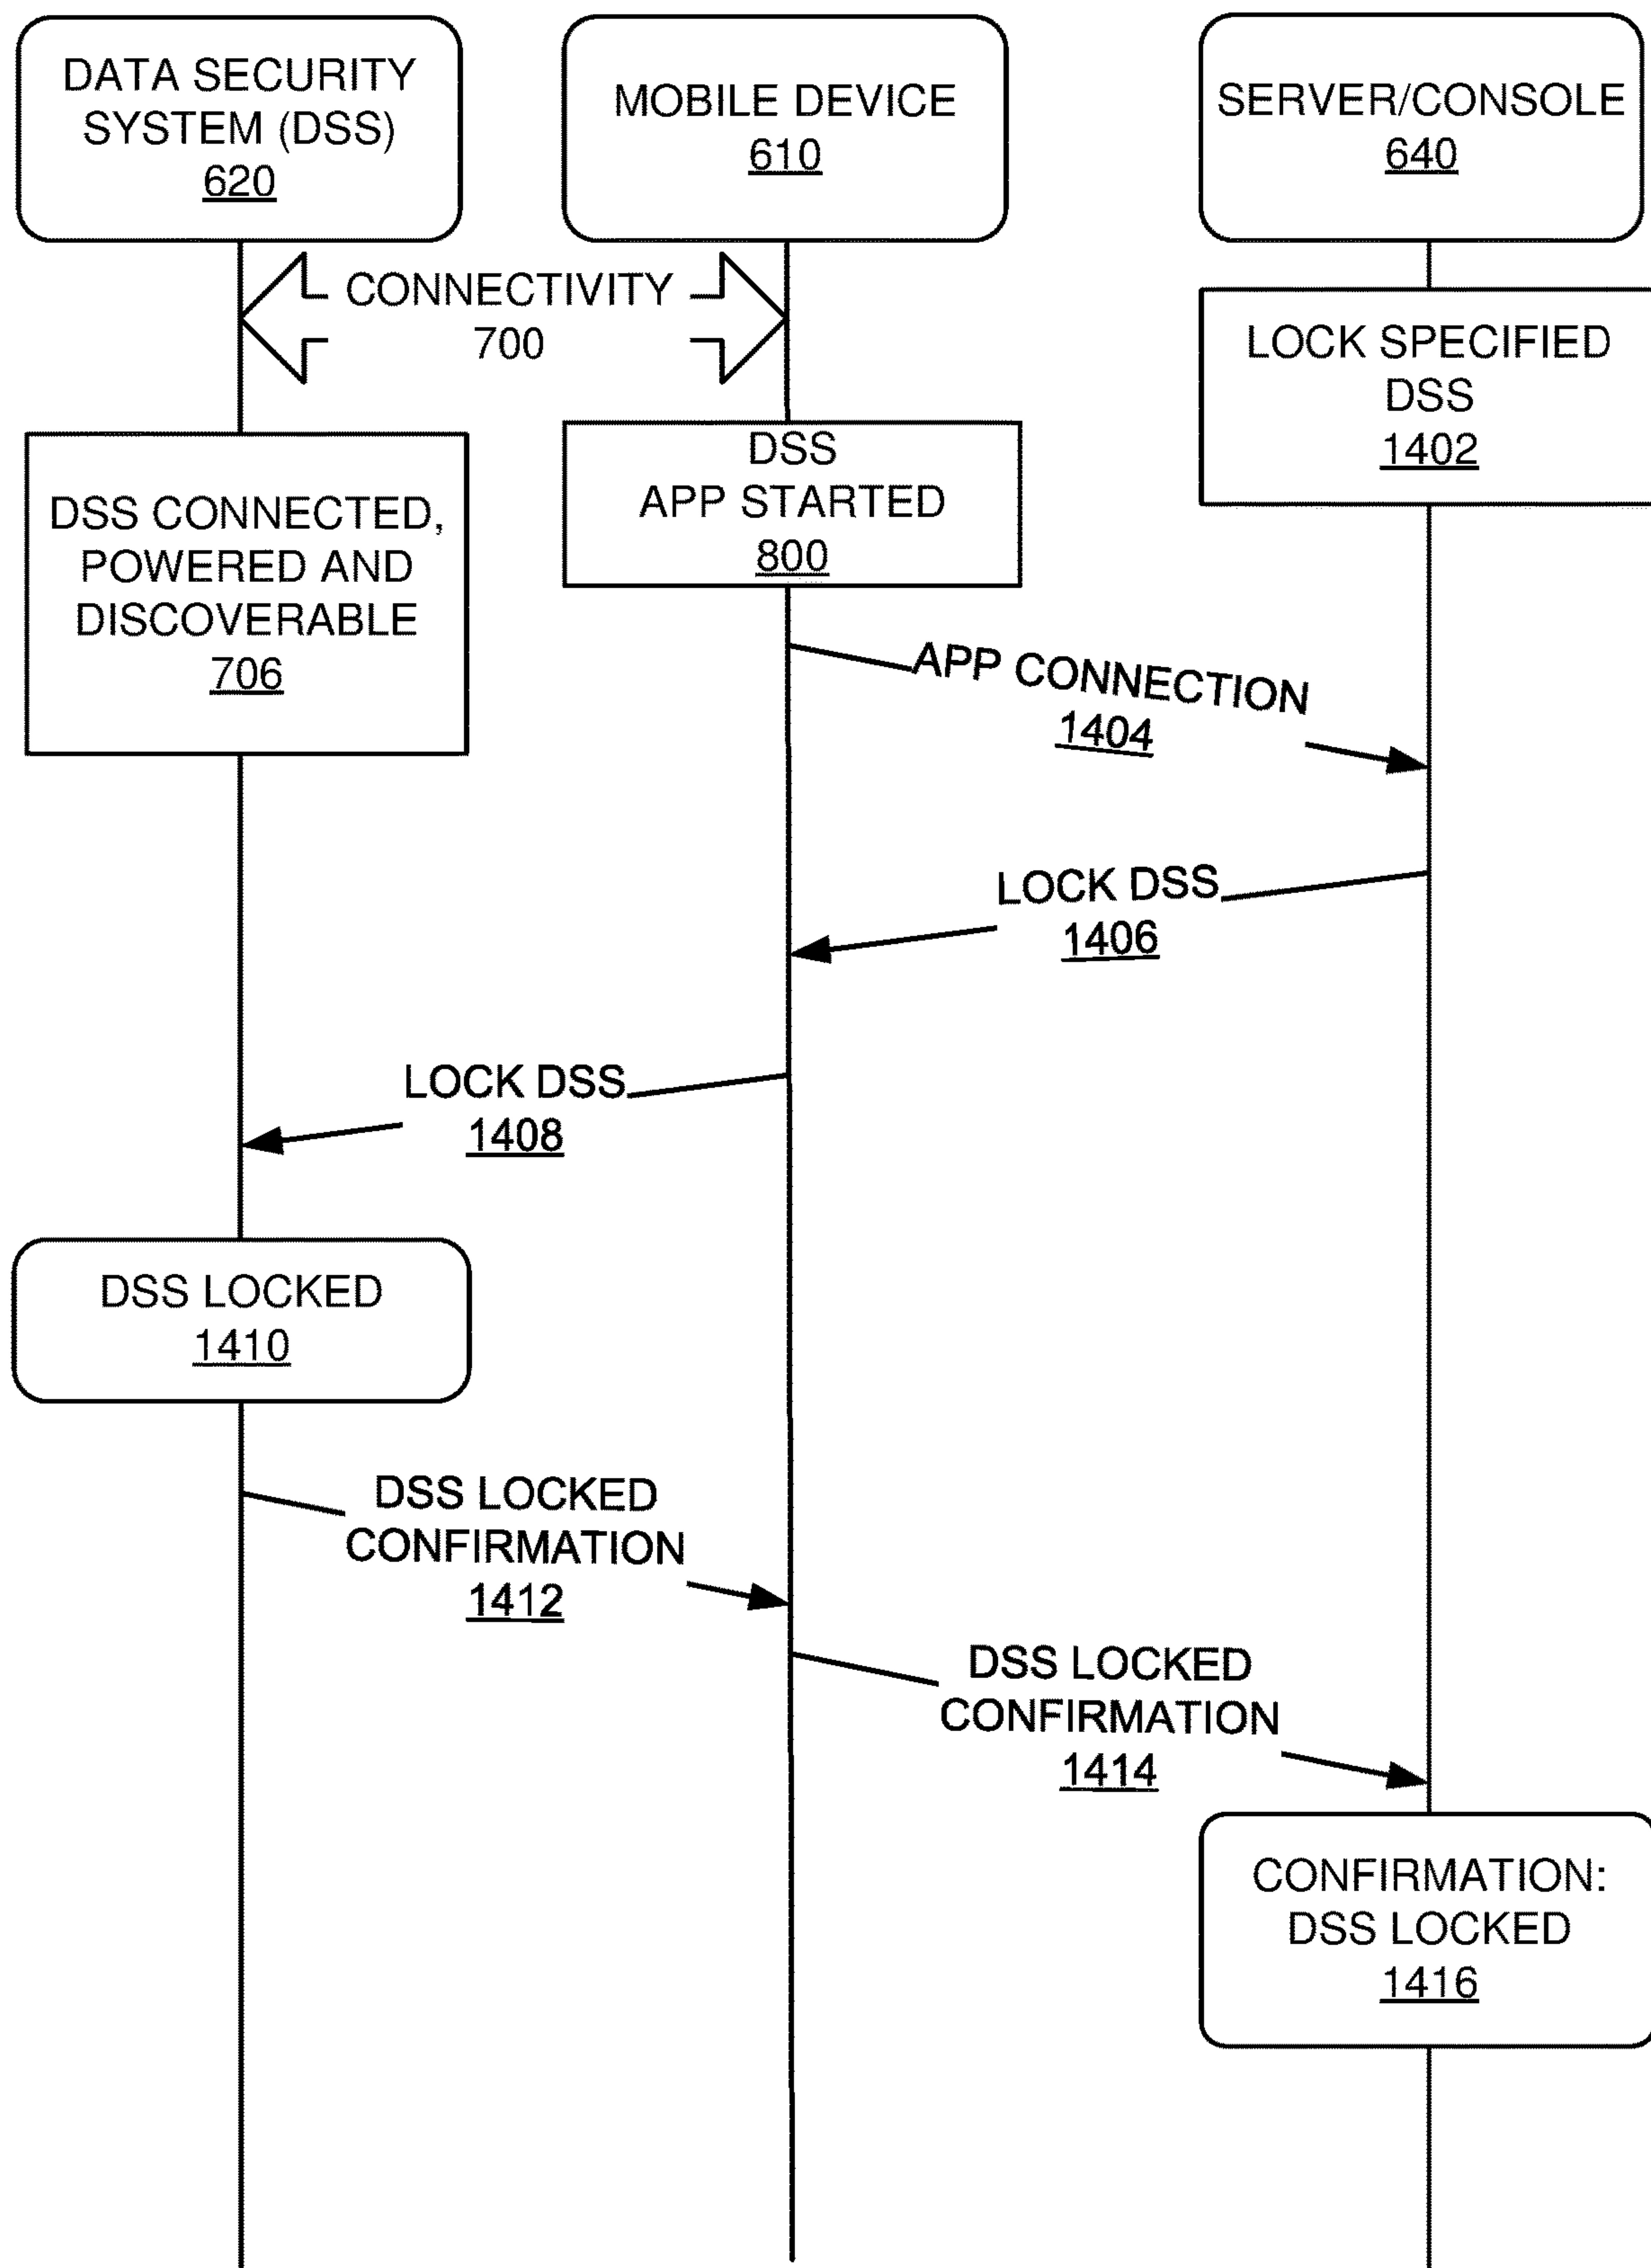 DATA SECURITY
SYSTEM (DSS)
620
MOBILE DEVICE
610
SERVER/CONSOLE
640
CONNECTIVITY
700
LOCK SPECIFIED
DSS
1402
DSS CONNECTED,
POWERED AND
DISCOVERABLE
706
DSS
APP STARTED
800
APP CONNECTION
1404
LOCK DSS
1406
LOCK DSS
1408
DSS LOCKED
1410
DSS LOCKED
CONFIRMATION
1412
DSS LOCKED
CONFIRMATION
1414
CONFIRMATION:
DSS LOCKED
1416